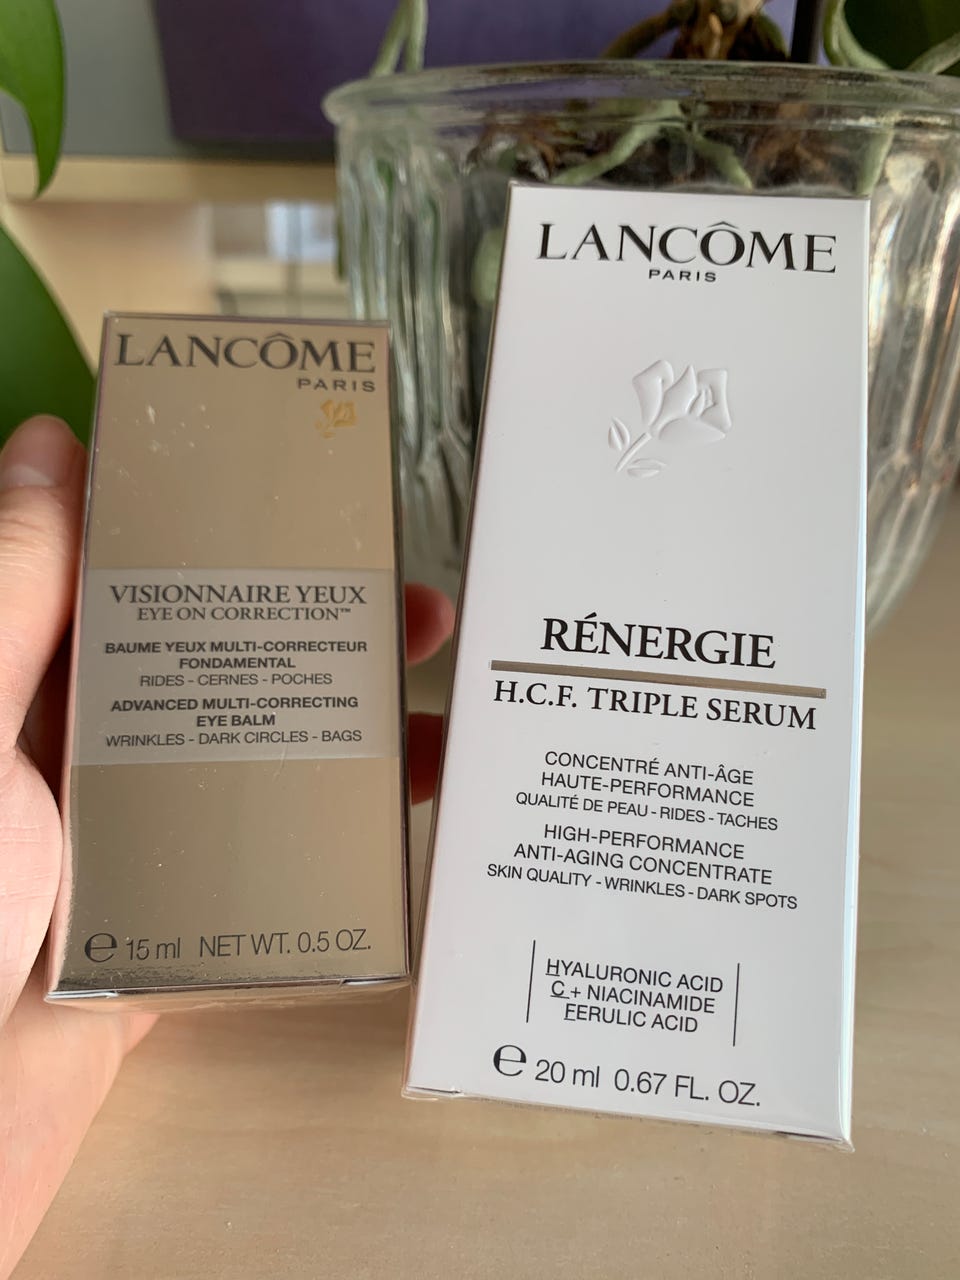 LANCÔME
PARIS
VISIONNAIRE YEUX
EYE ON CORRECTION™
BAUME YEUX MULTI-CORRECTEUR
FONDAMENTAL
RIDES - CERNES - POCHES
ADVANCED MULTI-CORRECTING
EYE BALM
WRINKLES - DARK CIRCLES - BAGS
℮ 15 ml NET WT. 0.5 OZ.
LANCÔME
PARIS
RÉNERGIE
H.C.F. TRIPLE SERUM
CONCENTRÉ ANTI-ÂGE
HAUTE-PERFORMANCE
QUALITÉ DE PEAU - RIDES - TACHES
HIGH-PERFORMANCE
ANTI-AGING CONCENTRATE
SKIN QUALITY - WRINKLES - DARK SPOTS
HYALURONIC ACID
C + NIACINAMIDE
FERULIC ACID
℮ 20 ml 0.67 FL. OZ.